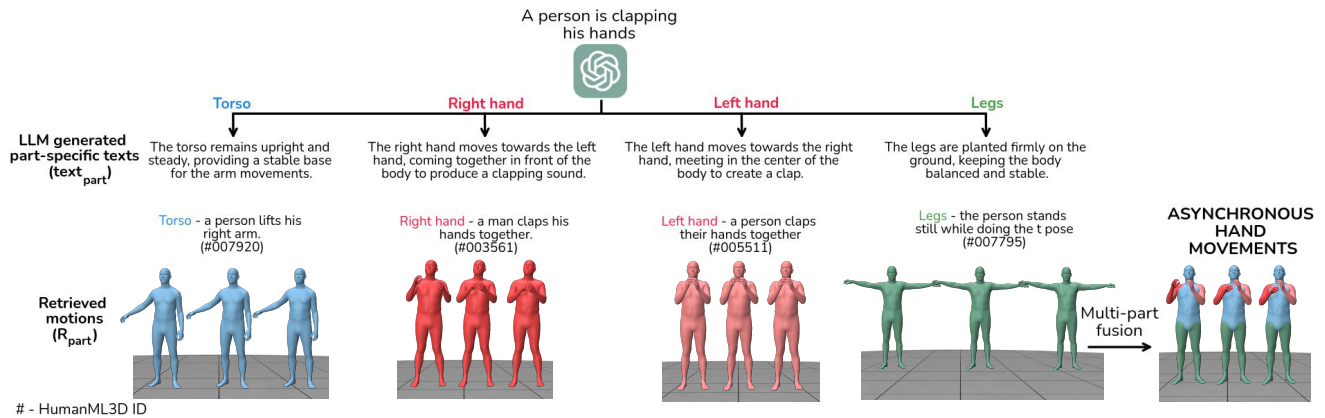 A person is clapping
his hands
Torso
Right hand
Left hand
Legs
LLM generated
part-specific texts
(text_part)
The torso remains upright and
steady, providing a stable base
for the arm movements.
The right hand moves towards the left
hand, coming together in front of the
body to produce a clapping sound.
The left hand moves towards the right
hand, meeting in the center of the
body to create a clap.
The legs are planted firmly on the
ground, keeping the body
balanced and stable.
Torso - a person lifts his
right arm.
(#007920)
Right hand - a man claps his
hands together.
(#003561)
Left hand - a person claps
their hands together
(#005511)
Legs - the person stands
still while doing the t pose
(#007795)
ASYNCHRONOUS
HAND
MOVEMENTS
Retrieved
motions
(R_part)
Multi-part
fusion
# - HumanML3D ID